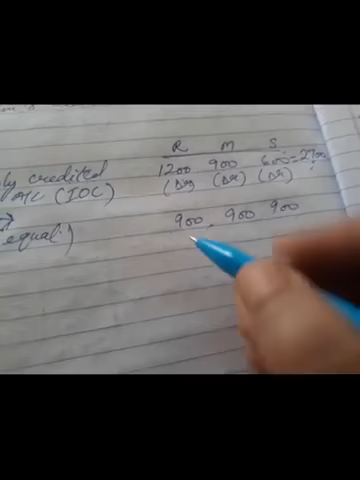 R M S
ly credited 1200 900 600 = 2700
A/C (IOC) (Dr) (Dr) (Dr)
equal) 900 900 900